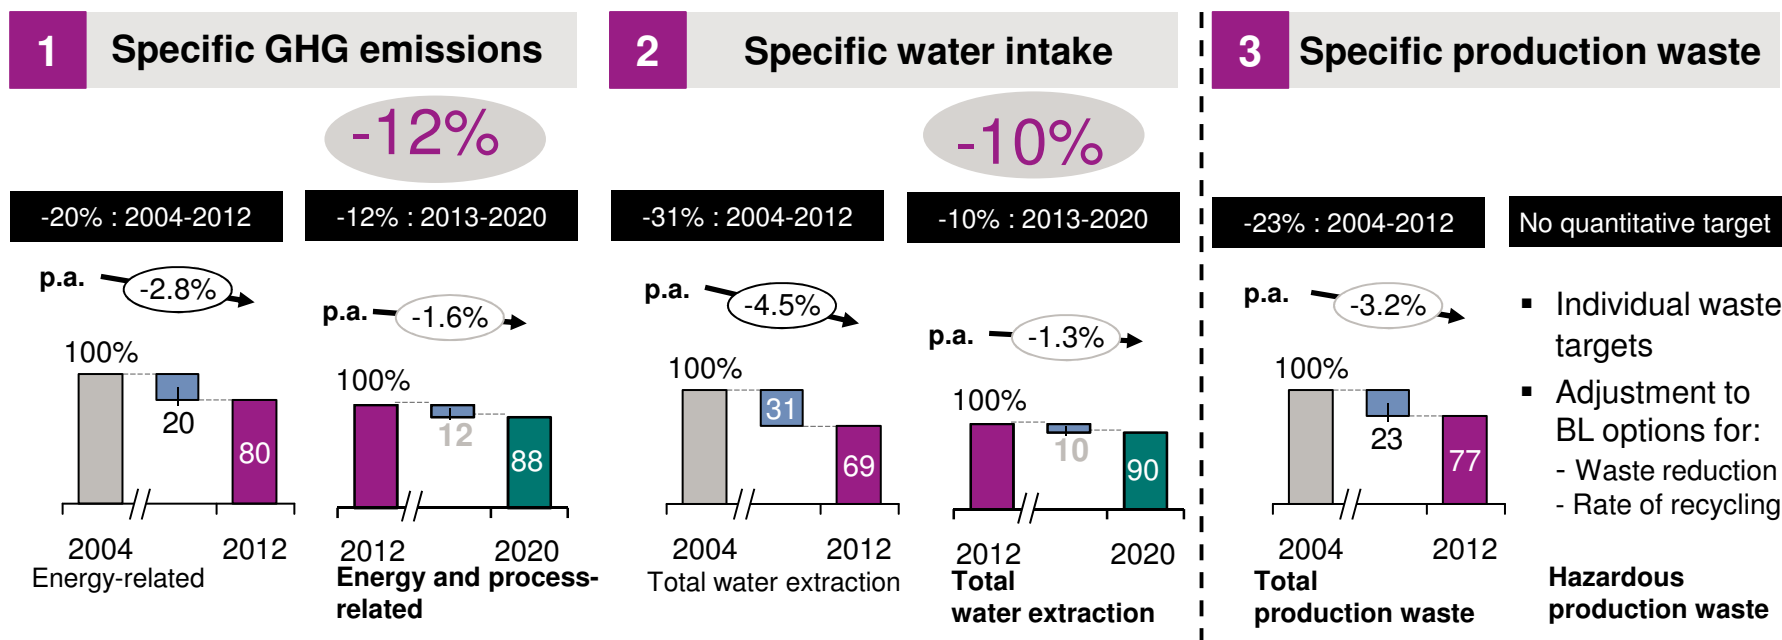 1 Specific GHG emissions
-12%
-20% : 2004-2012
-12% : 2013-2020
p.a. -2.8%
100%
20
80
2004 2012
Energy-related
p.a. -1.6%
100%
12
88
2012 2020
Energy and process-
related
2 Specific water intake
-10%
-31% : 2004-2012
-10% : 2013-2020
p.a. -4.5%
100%
31
69
2004 2012
Total water extraction
p.a. -1.3%
100%
10
90
2012 2020
Total
water extraction
3 Specific production waste
-23% : 2004-2012
No quantitative target
p.a. -3.2%
100%
23
77
2004 2012
Total
production waste
▪ Individual waste
targets
▪ Adjustment to
BL options for:
- Waste reduction
- Rate of recycling
Hazardous
production waste